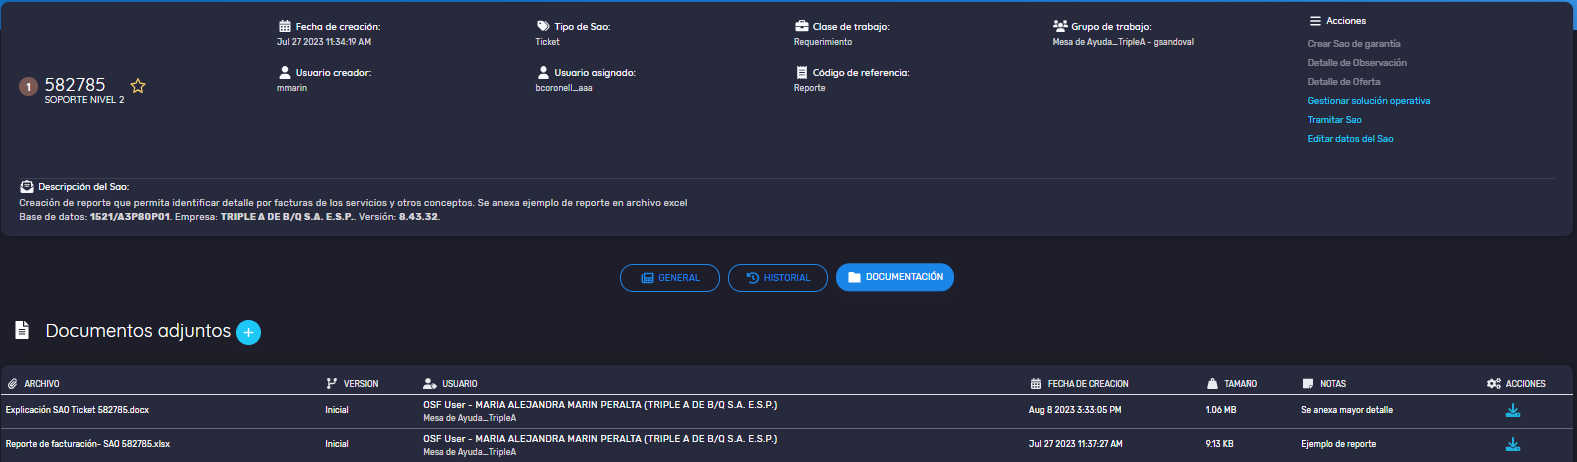 1
582785
SOPORTE NIVEL 2
Fecha de creación:
Jul 27 2023 11:34:19 AM
Tipo de Sao:
Ticket
Clase de trabajo:
Requerimiento
Grupo de trabajo:
Mesa de Ayuda_TripleA - gsandoval
Usuario creador:
mmarin
Usuario asignado:
bcoronell_aaa
Código de referencia:
Reporte
Acciones
Crear Sao de garantía
Detalle de Observación
Detalle de Oferta
Gestionar solución operativa
Tramitar Sao
Editar datos del Sao
Descripción del Sao:
Creación de reporte que permita identificar detalle por facturas de los servicios y otros conceptos. Se anexa ejemplo de reporte en archivo excel
Base de datos: 1521/A3P80P01. Empresa: TRIPLE A DE B/Q S.A. E.S.P.. Versión: 8.43.32.
GENERAL
HISTORIAL
DOCUMENTACIÓN
Documentos adjuntos +
ARCHIVO VERSION USUARIO FECHA DE CREACION TAMAÑO NOTAS ACCIONES
Explicación SAO Ticket 582785.docx Inicial OSF User - MARIA ALEJANDRA MARIN PERALTA (TRIPLE A DE B/Q S.A. E.S.P.) Aug 8 2023 3:33:05 PM 1.06 MB Se anexa mayor detalle
Mesa de Ayuda_TripleA
Reporte de facturación- SAO 582785.xlsx Inicial OSF User - MARIA ALEJANDRA MARIN PERALTA (TRIPLE A DE B/Q S.A. E.S.P.) Jul 27 2023 11:37:27 AM 9.13 KB Ejemplo de reporte
Mesa de Ayuda_TripleA